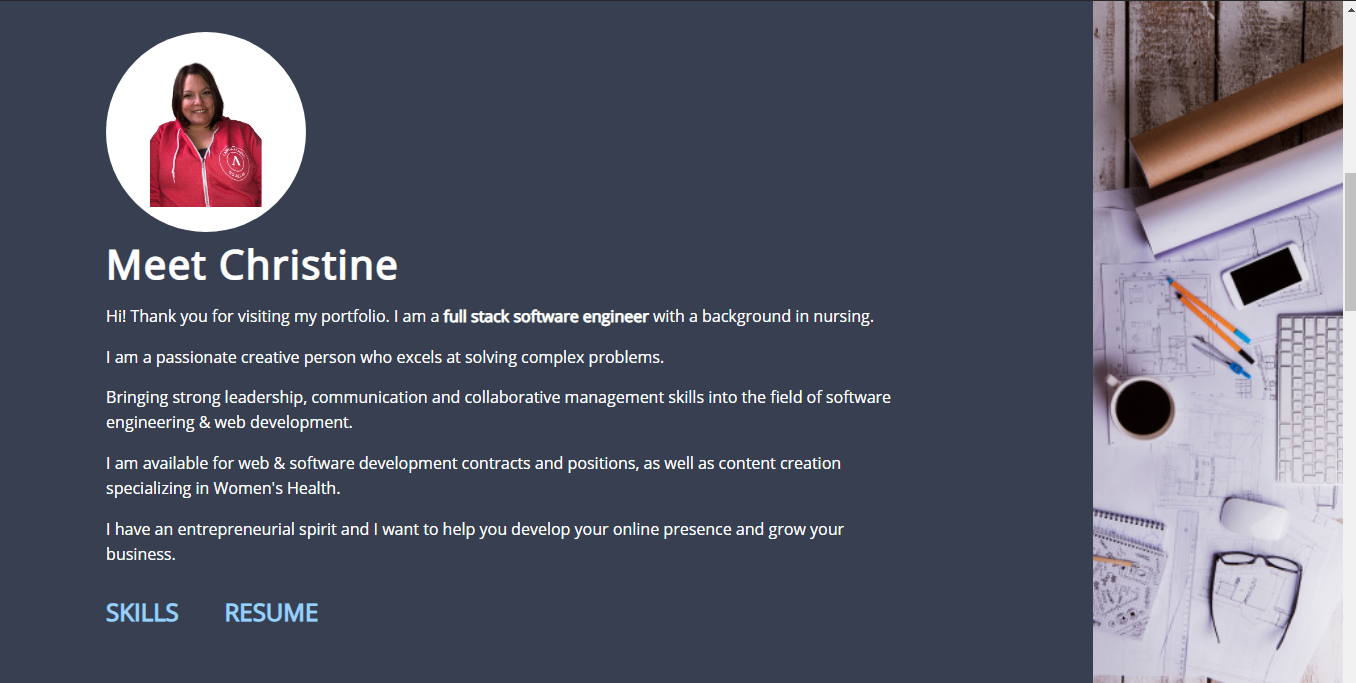 Meet Christine
Hi! Thank you for visiting my portfolio. I am a full stack software engineer with a background in nursing.
I am a passionate creative person who excels at solving complex problems.
Bringing strong leadership, communication and collaborative management skills into the field of software
engineering & web development.
I am available for web & software development contracts and positions, as well as content creation
specializing in Women's Health.
I have an entrepreneurial spirit and I want to help you develop your online presence and grow your
business.
SKILLS RESUME